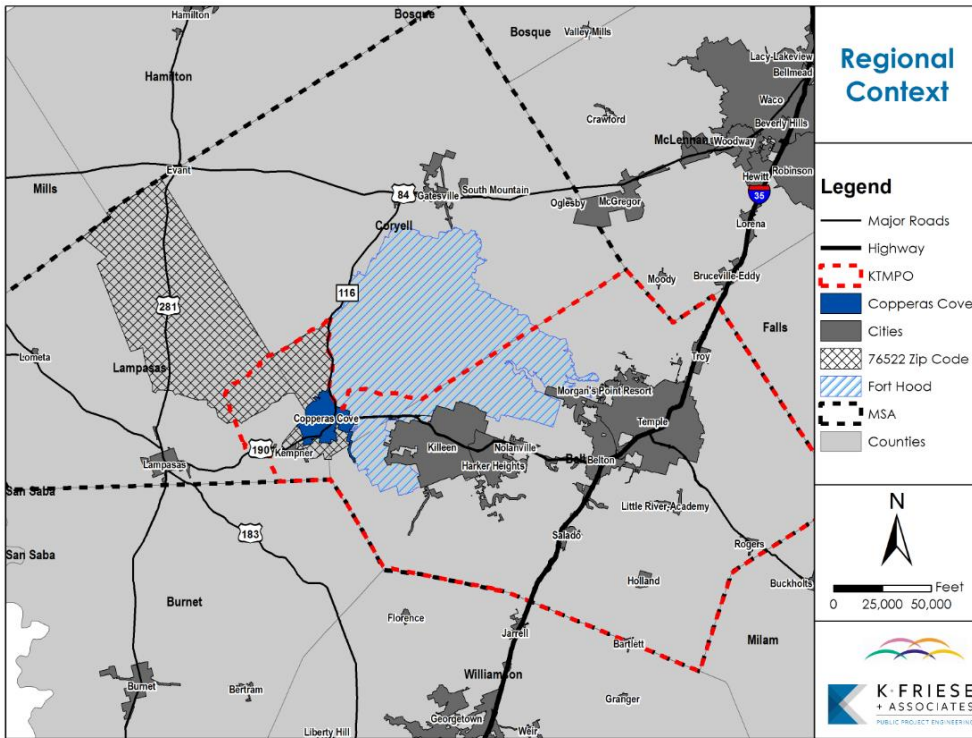 Hamilton
Bosque
Bosque
Valley Mills
Lacy-Lakeview
Bellmead
Hamilton
Waco
Crawford
Beverly Hills
McLennan
Woodway
Evant
Mills
84
Gatesville
South Mountain
Hewitt
Robinson
Oglesby
McGregor
35
Lorena
Coryell
Moody
Bruceville-Eddy
116
281
Falls
Lometa
Troy
Lampasas
Morgan's Point Resort
Copperas Cove
Temple
190
Kempner
Killeen
Nolanville
Lampasas
Harker Heights
Bell
Belton
San Saba
Little River-Academy
183
Salado
San Saba
Rogers
Holland
Buckholts
Burnet
Florence
Jarrell
Milam
Bartlett
Williamson
Burnet
Bertram
Granger
Georgetown
Liberty Hill
Weir
Regional
Context
Legend
Major Roads
Highway
KTMPO
Copperas Cove
Cities
76522 Zip Code
Fort Hood
MSA
Counties
N
Feet
0 25,000 50,000
K·FRIESE
+ ASSOCIATES
PUBLIC PROJECT ENGINEERING